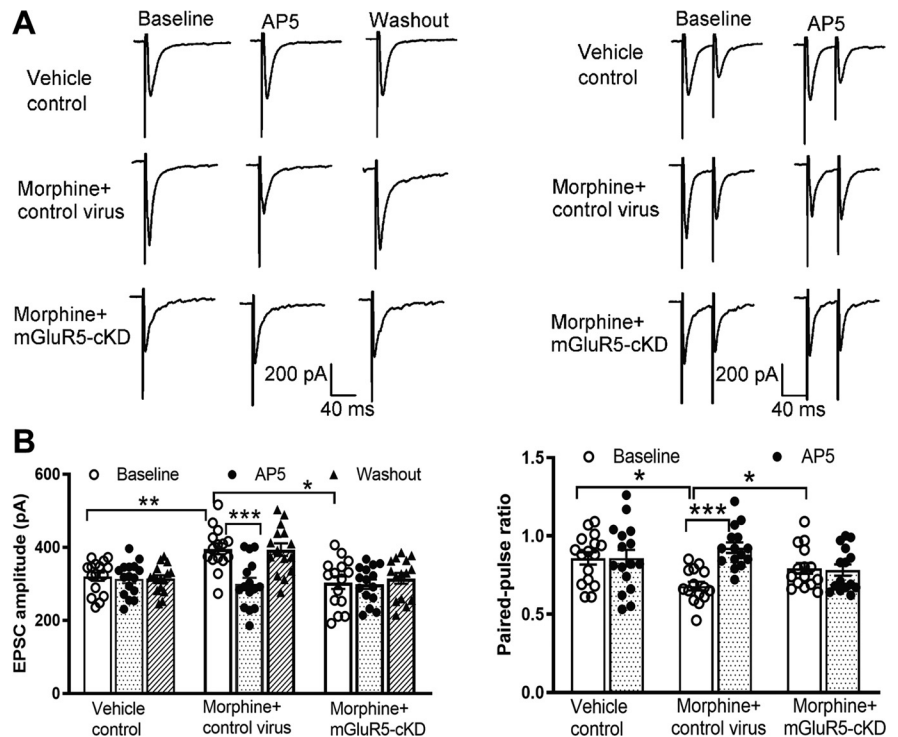 A
Baseline AP5 Washout
Vehicle
control
Morphine+
control virus
Morphine+
mGluR5-cKD
200 pA
40 ms
Baseline AP5
Vehicle
control
Morphine+
control virus
Morphine+
mGluR5-cKD
200 pA
40 ms
B
EPSC amplitude (pA)
600
400
200
0
Baseline AP5 Washout
**
***
*
Vehicle
control
Morphine+
control virus
Morphine+
mGluR5-cKD
Paired-pulse ratio
1.5
1.0
0.5
0.0
Baseline AP5
*
***
*
Vehicle
control
Morphine+
control virus
Morphine+
mGluR5-cKD